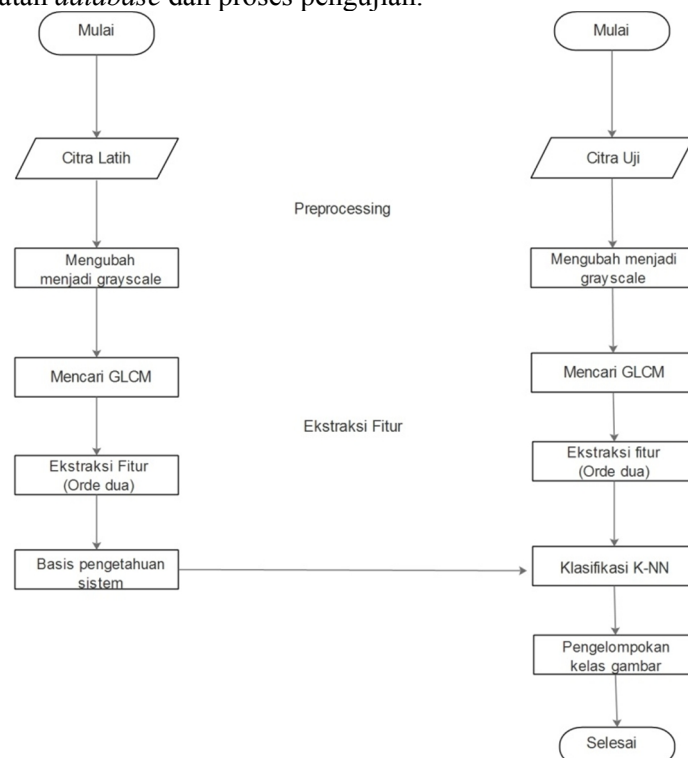 database dan proses pengujian.
Mulai
Citra Latih
Mengubah
menjadi grayscale
Mencari GLCM
Ekstraksi Fitur
(Orde dua)
Basis pengetahuan
sistem
Preprocessing
Ekstraksi Fitur
Mulai
Citra Uji
Mengubah menjadi
grayscale
Mencari GLCM
Ekstraksi fitur
(Orde dua)
Klasifikasi K-NN
Pengelompokan
kelas gambar
Selesai